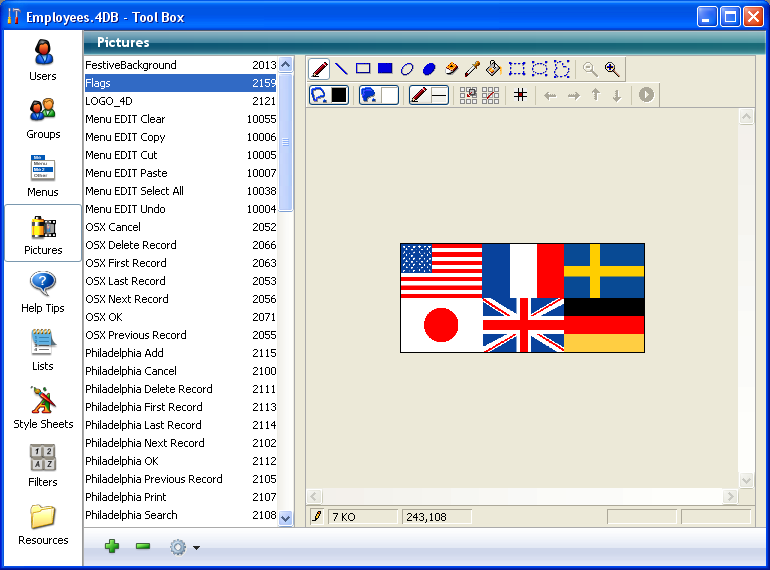 Employees.4DB - Tool Box
Users
Groups
Menus
Pictures
Help Tips
Lists
Style Sheets
Filters
Resources
Pictures
FestiveBackground 2013
Flags 2159
LOGO_4D 2121
Menu EDIT Clear 10055
Menu EDIT Copy 10006
Menu EDIT Cut 10005
Menu EDIT Paste 10007
Menu EDIT Select All 10038
Menu EDIT Undo 10004
OSX Cancel 2052
OSX Delete Record 2066
OSX First Record 2063
OSX Last Record 2053
OSX Next Record 2056
OSX OK 2071
OSX Previous Record 2055
Philadelphia Add 2115
Philadelphia Cancel 2100
Philadelphia Delete Record 2111
Philadelphia First Record 2113
Philadelphia Last Record 2114
Philadelphia Next Record 2102
Philadelphia OK 2112
Philadelphia Previous Record 2105
Philadelphia Print 2107
Philadelphia Search 2108
7 KO 243,108